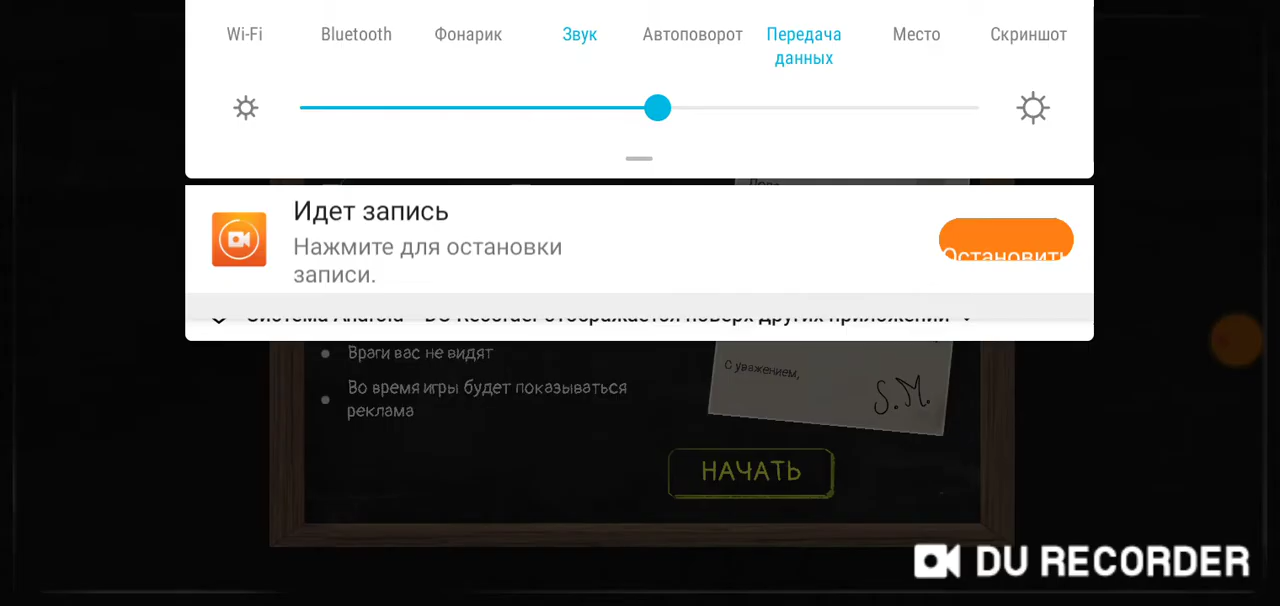 Wi-Fi Bluetooth Фонарик Звук Автоповорот Передача данных Место Скриншот
Идет запись
Нажмите для остановки
записи.
Остановить
Система Android – DU Recorder отображается поверх других приложений
Враги вас не видят
Во время игры будет показываться
реклама
С уважением,
S.M.
НАЧАТЬ
DU RECORDER